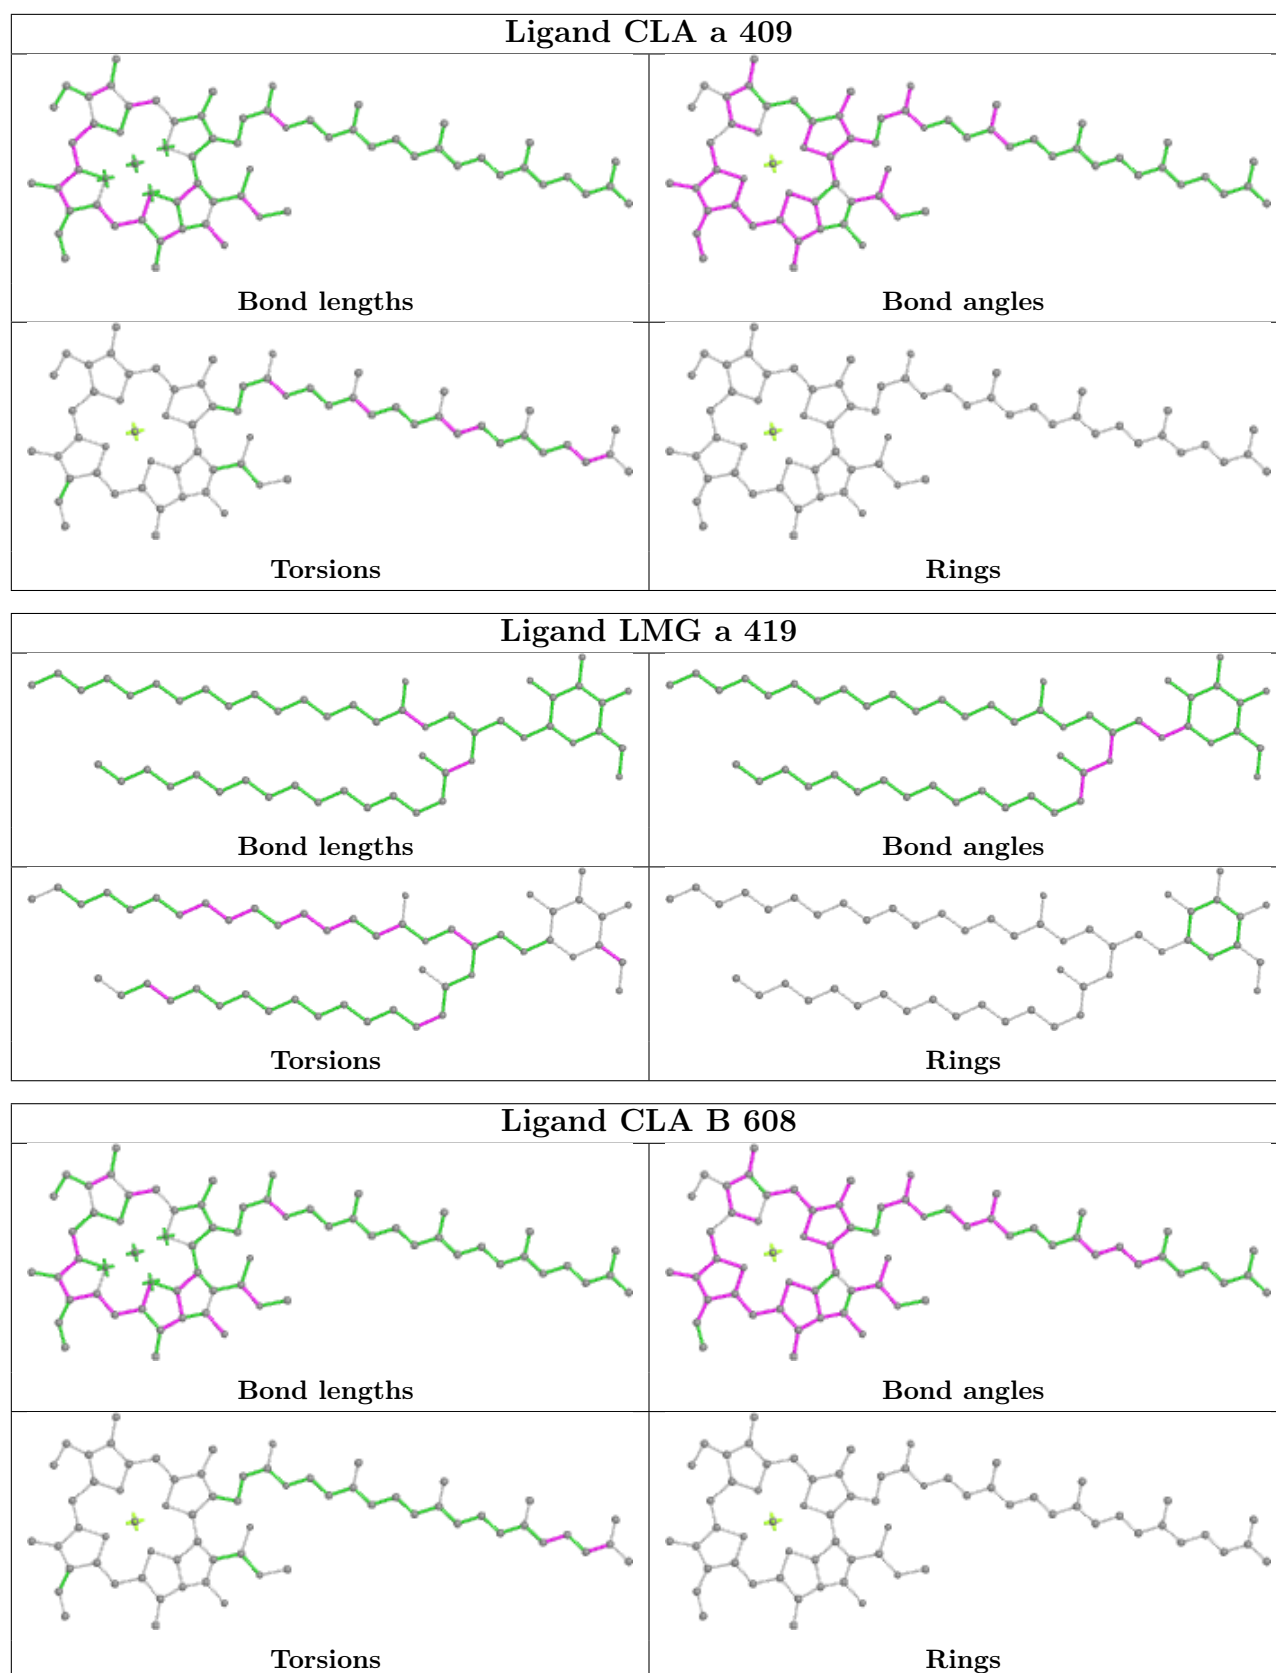 Ligand CLA a 409
Bond lengths
Bond angles
Torsions
Rings
Ligand LMG a 419
Bond lengths
Bond angles
Torsions
Rings
Ligand CLA B 608
Bond lengths
Bond angles
Torsions
Rings